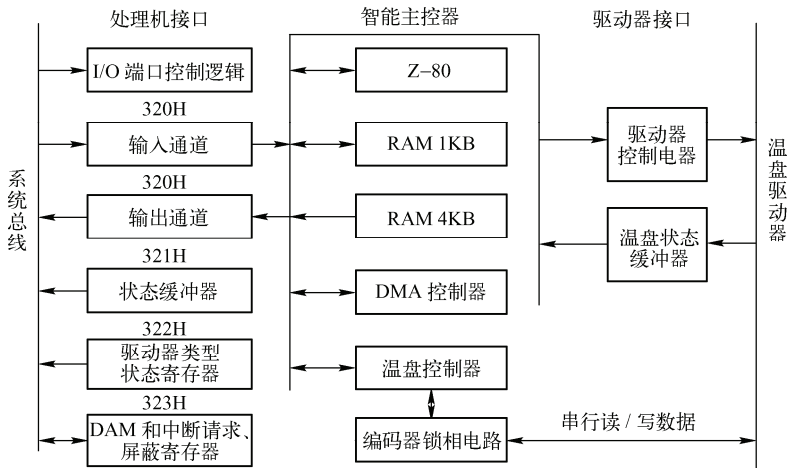 处理机接口
智能主控器
驱动器接口
系统总线
I/O 端口控制逻辑
320H
输入通道
320H
输出通道
321H
状态缓冲器
322H
驱动器类型
状态寄存器
323H
DAM 和中断请求、
屏蔽寄存器
Z-80
RAM 1KB
RAM 4KB
DMA 控制器
温盘控制器
编码器锁相电路
驱动器
控制电器
温盘状态
缓冲器
串行读 / 写数据
温盘驱动器